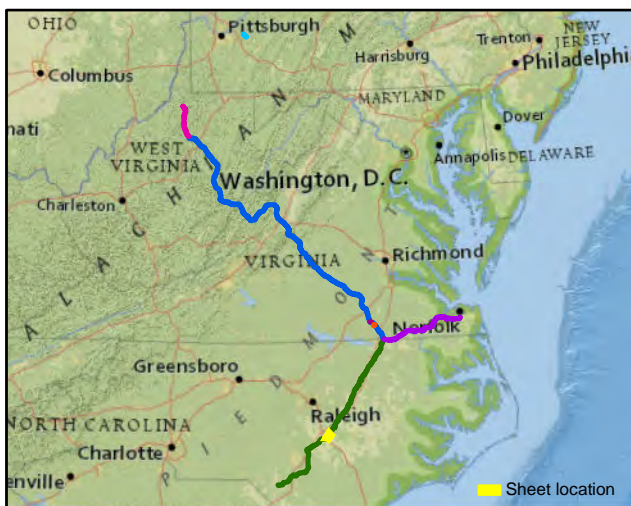 OHIO
Pittsburgh
M
NEW
JERSEY
Trenton
Harrisburg
Columbus
Philadelphia
N
MARYLAND
nati
A
Dover
WEST
VIRGINIA
I
Annapolis
DELAWARE
Washington, D.C.
H
Charleston
C
T
A
N
L
Richmond
VIRGINIA
O
A
P
M
P
Norfolk
A
D
Greensboro
E
Raleigh
I
NORTH CAROLINA
P
Charlotte
enville
Sheet location